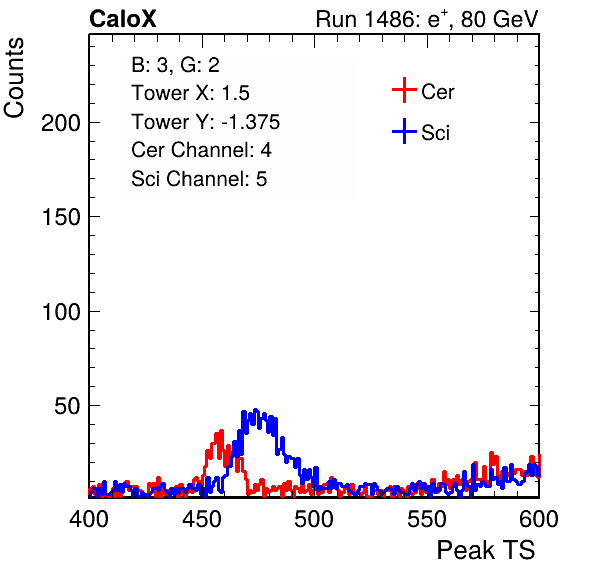 CaloX Run 1486: e⁺, 80 GeV
Counts
B: 3, G: 2
Tower X: 1.5
Tower Y: -1.375
Cer Channel: 4
Sci Channel: 5
Cer
Sci
200
150
100
50
400 450 500 550 600
Peak TS